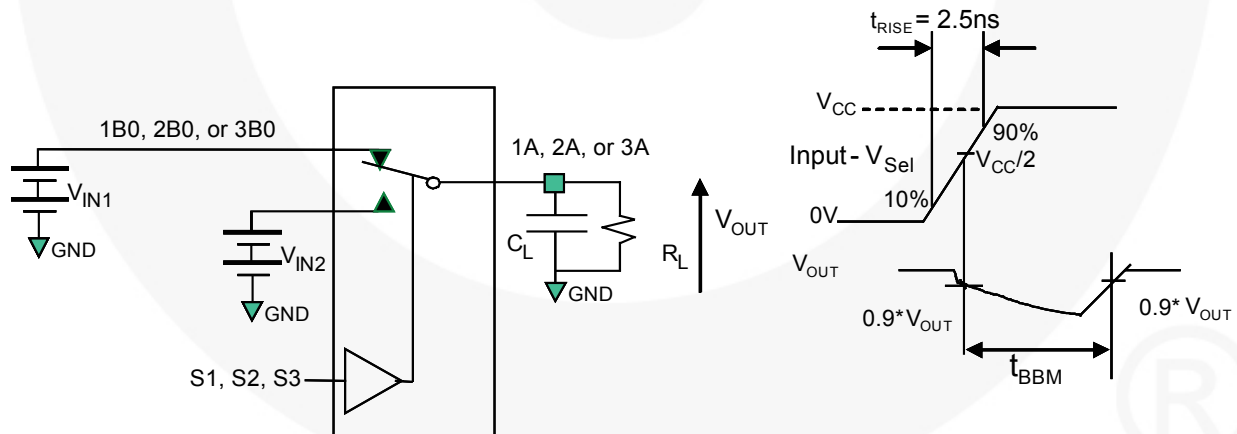 tRISE = 2.5ns
VCC
1B0, 2B0, or 3B0
1A, 2A, or 3A
90%
Input - VSel
VCC/2
VIN1
10%
0V
VOUT
CL
RL
GND
VIN2
GND
GND
VOUT
0.9* VOUT
0.9* VOUT
tBBM
S1, S2, S3
®